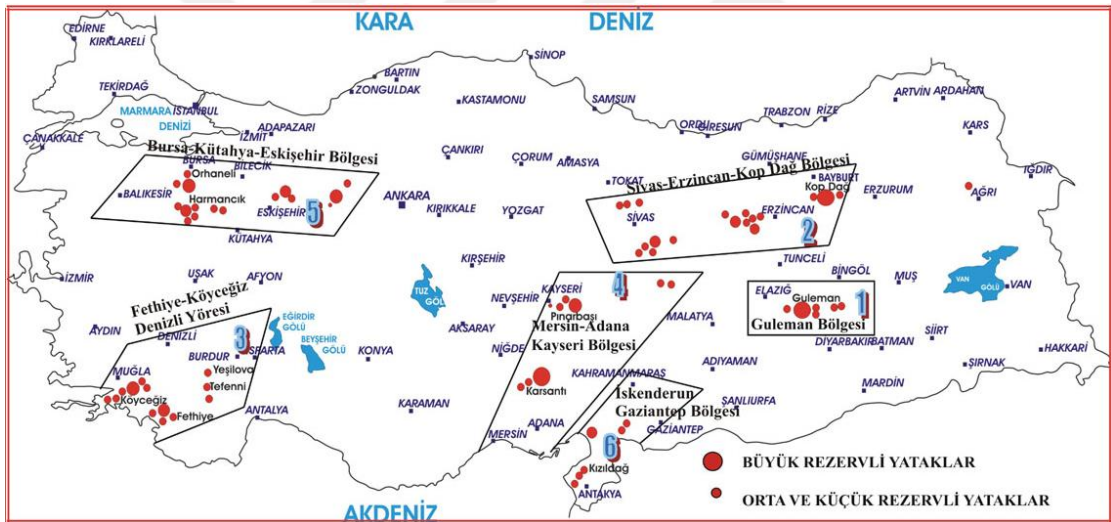 KARA DENİZ
EDİRNE
KIRKLARELİ
SİNOP
BARTIN
ZONGULDAK
TEKİRDAĞ
KASTAMONU
SAMSUN
ARTVİN
ARDAHAN
MARMARA
DENİZİ
İSTANBUL
TRABZON
RİZE
ORDU
GİRESUN
KARS
ÇANAKKALE
İZMİT
ADAPAZARI
Bursa-Kütahya-Eskişehir Bölgesi
ÇANKIRI
ÇORUM
AMASYA
GÜMÜŞHANE
BURSA
BİLECİK
Orhaneli
TOKAT
Sivas-Erzincan-Kop Dağ Bölgesi
BAYBURT
Kop Dağ
ERZURUM
AĞRI
IĞDIR
BALIKESİR
Harmancık
ESKİŞEHİR
5
ANKARA
KIRIKKALE
YOZGAT
SİVAS
ERZİNCAN
2
KÜTAHYA
TUNCELİ
İZMİR
UŞAK
AFYON
KIRŞEHİR
4
BİNGÖL
MUŞ
VAN
GÖLÜ
VAN
Fethiye-Köyceğiz
Denizli Yöresi
TUZ
GÖL
NEVŞEHİR
KAYSERİ
Pınarbaşı
ELAZIĞ
Guleman
1
Guleman Bölgesi
AYDIN
DENİZLİ
3
EĞİRDİR
GÖLÜ
BEYŞEHİR
GÖLÜ
AKSARAY
Mersin-Adana
Kayseri Bölgesi
MALATYA
SİİRT
BURDUR
ISPARTA
KONYA
NİĞDE
DİYARBAKIR
BATMAN
HAKKARİ
ŞIRNAK
MUĞLA
Yeşilova
Tefenni
KAHRAMANMARAŞ
ADIYAMAN
MARDİN
Köyceğiz
Karsantı
İskenderun
Gaziantep Bölgesi
ŞANLIURFA
Fethiye
ANTALYA
KARAMAN
ADANA
MERSİN
GAZİANTEP
6
Kızıldağ
ANTAKYA
BÜYÜK REZERVLİ YATAKLAR
ORTA VE KÜÇÜK REZERVLİ YATAKLAR
AKDENİZ